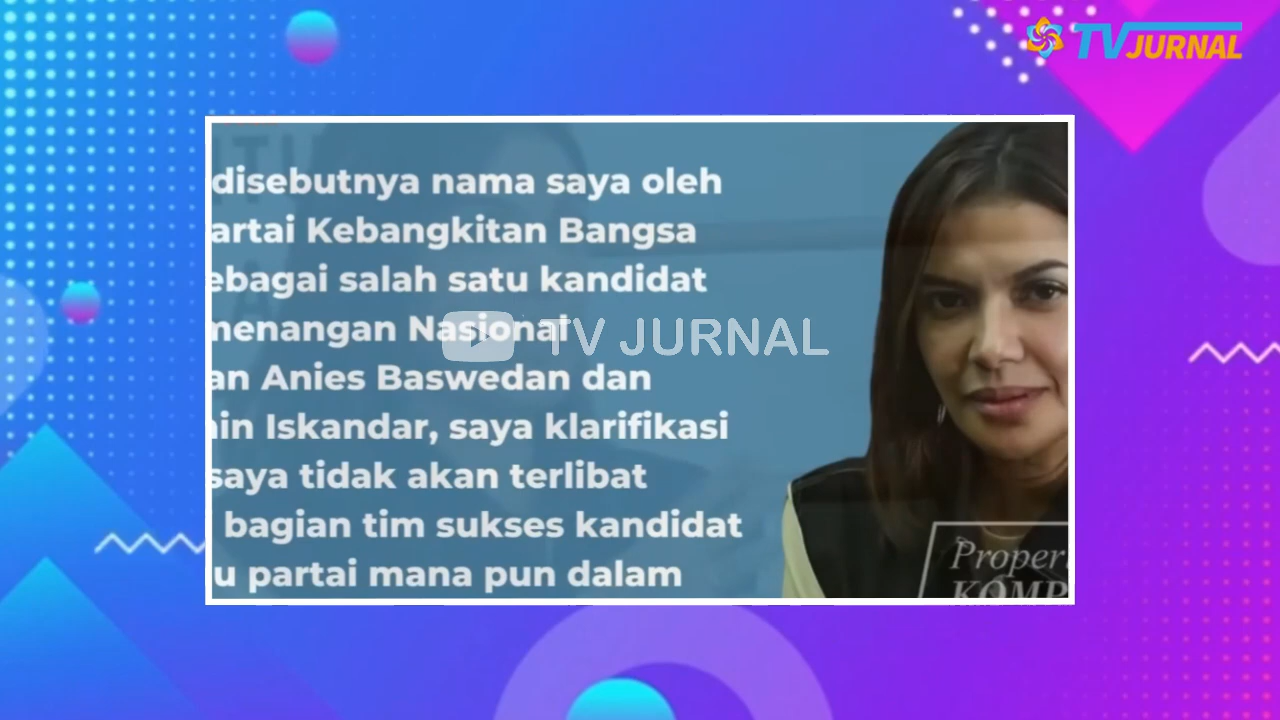 TV JURNAL
disebutnya nama saya oleh
artai Kebangkitan Bangsa
ebagai salah satu kandidat
menangan Nasional
TV JURNAL
an Anies Baswedan dan
in Iskandar, saya klarifikasi
saya tidak akan terlibat
bagian tim sukses kandidat
u partai mana pun dalam
Proper
KOMP